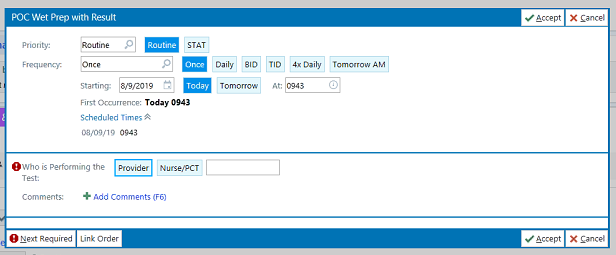 POC Wet Prep with Result Accept Cancel
Priority: Routine Routine STAT
Frequency: Once Once Daily BID TID 4x Daily Tomorrow AM
Starting: 8/9/2019 Today Tomorrow At: 0943
First Occurrence: Today 0943
Scheduled Times
08/09/19 0943
Who is Performing the Test: Provider Nurse/PCT
Comments: Add Comments (F6)
Next Required Link Order Accept Cancel